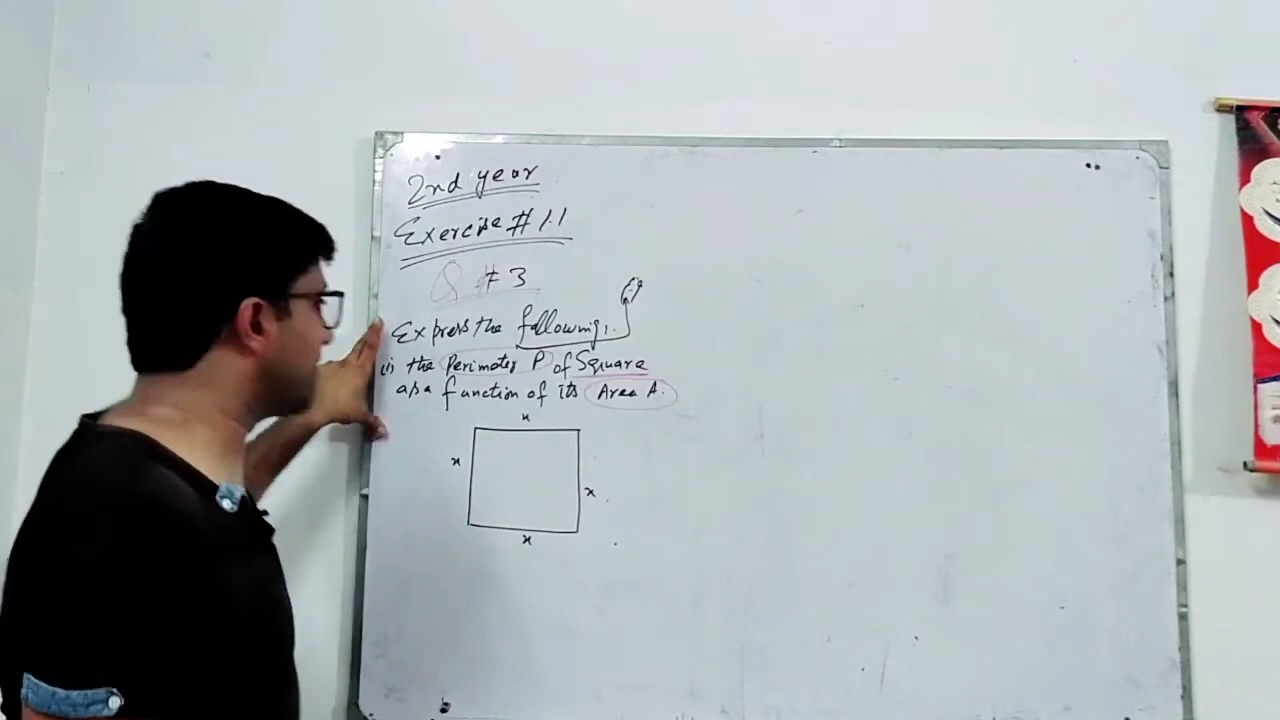 2nd year
Exercise # 1.1
Q # 3
Express the following:.
(i) the Perimeter P of Square
as a function of its Area A.
x
x
x
x